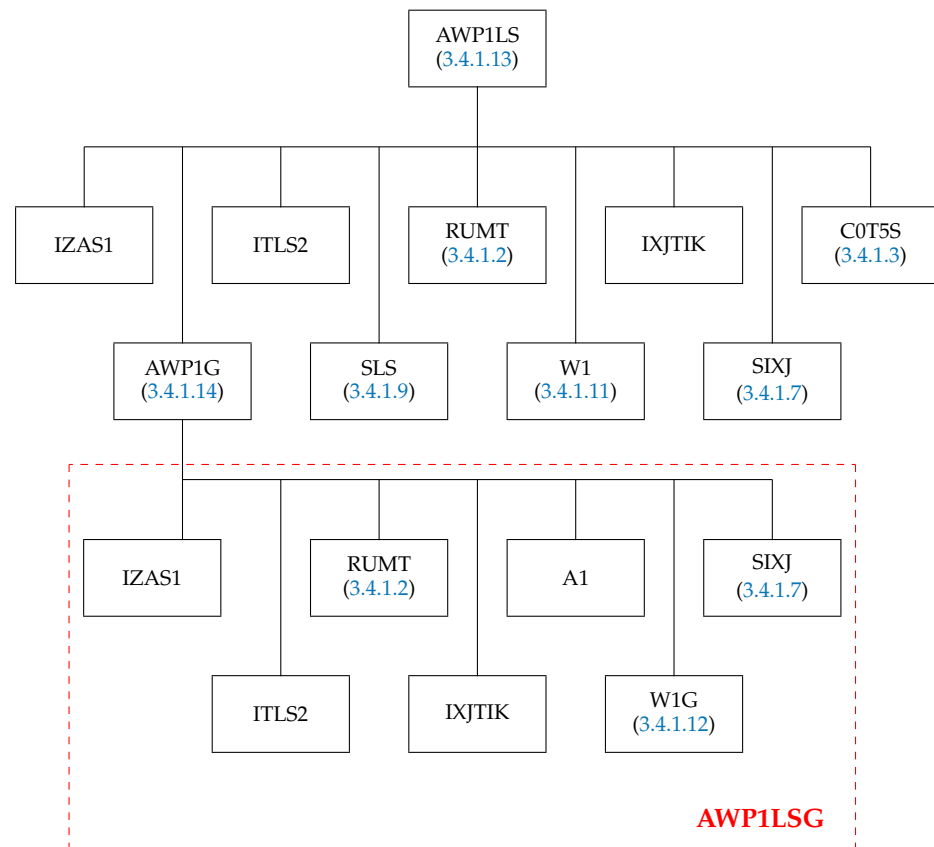 AWP1LS
(3.4.1.13)
IZAS1
ITLS2
RUMT
(3.4.1.2)
IXJTIK
C0T5S
(3.4.1.3)
AWP1G
(3.4.1.14)
SLS
(3.4.1.9)
W1
(3.4.1.11)
SIXJ
(3.4.1.7)
IZAS1
RUMT
(3.4.1.2)
A1
SIXJ
(3.4.1.7)
ITLS2
IXJTIK
W1G
(3.4.1.12)
AWP1LSG